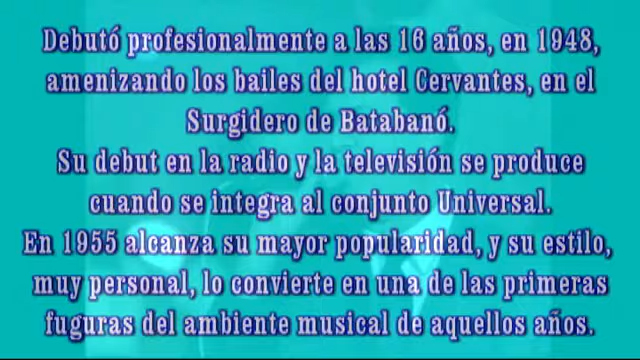 Debutó profesionalmente a las 16 años, en 1948,
amenizando los bailes del hotel Cervantes, en el
Surgidero de Batabanó.
Su debut en la radio y la televisión se produce
cuando se integra al conjunto Universal.
En 1955 alcanza su mayor popularidad, y su estilo,
muy personal, lo convierte en una de las primeras
fuguras del ambiente musical de aquellos años.